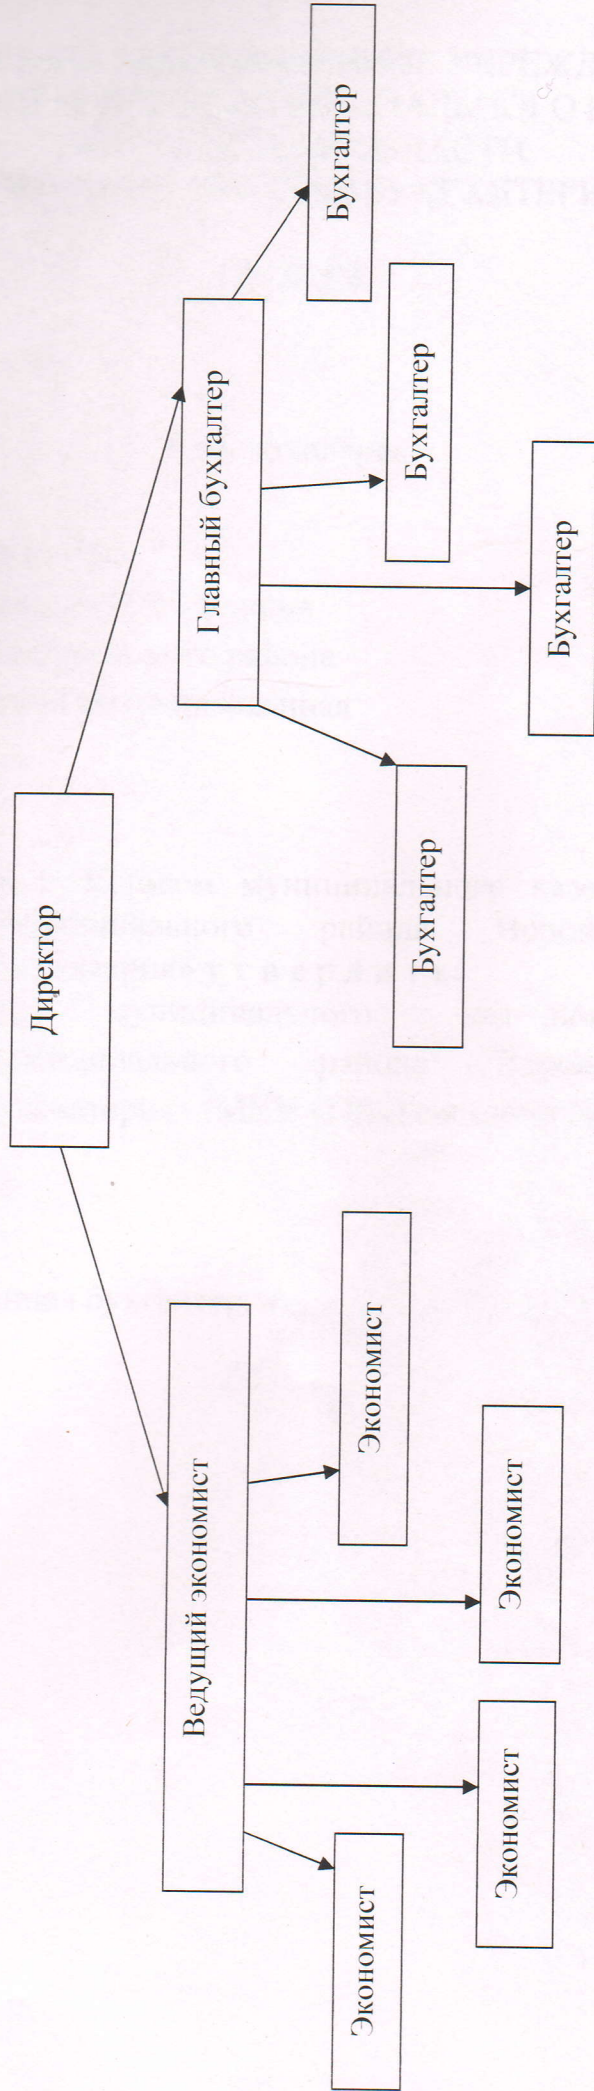 Директор
Ведущий экономист
Главный бухгалтер
Экономист
Экономист
Бухгалтер
Бухгалтер
Бухгалтер
Экономист
Экономист
Бухгалтер